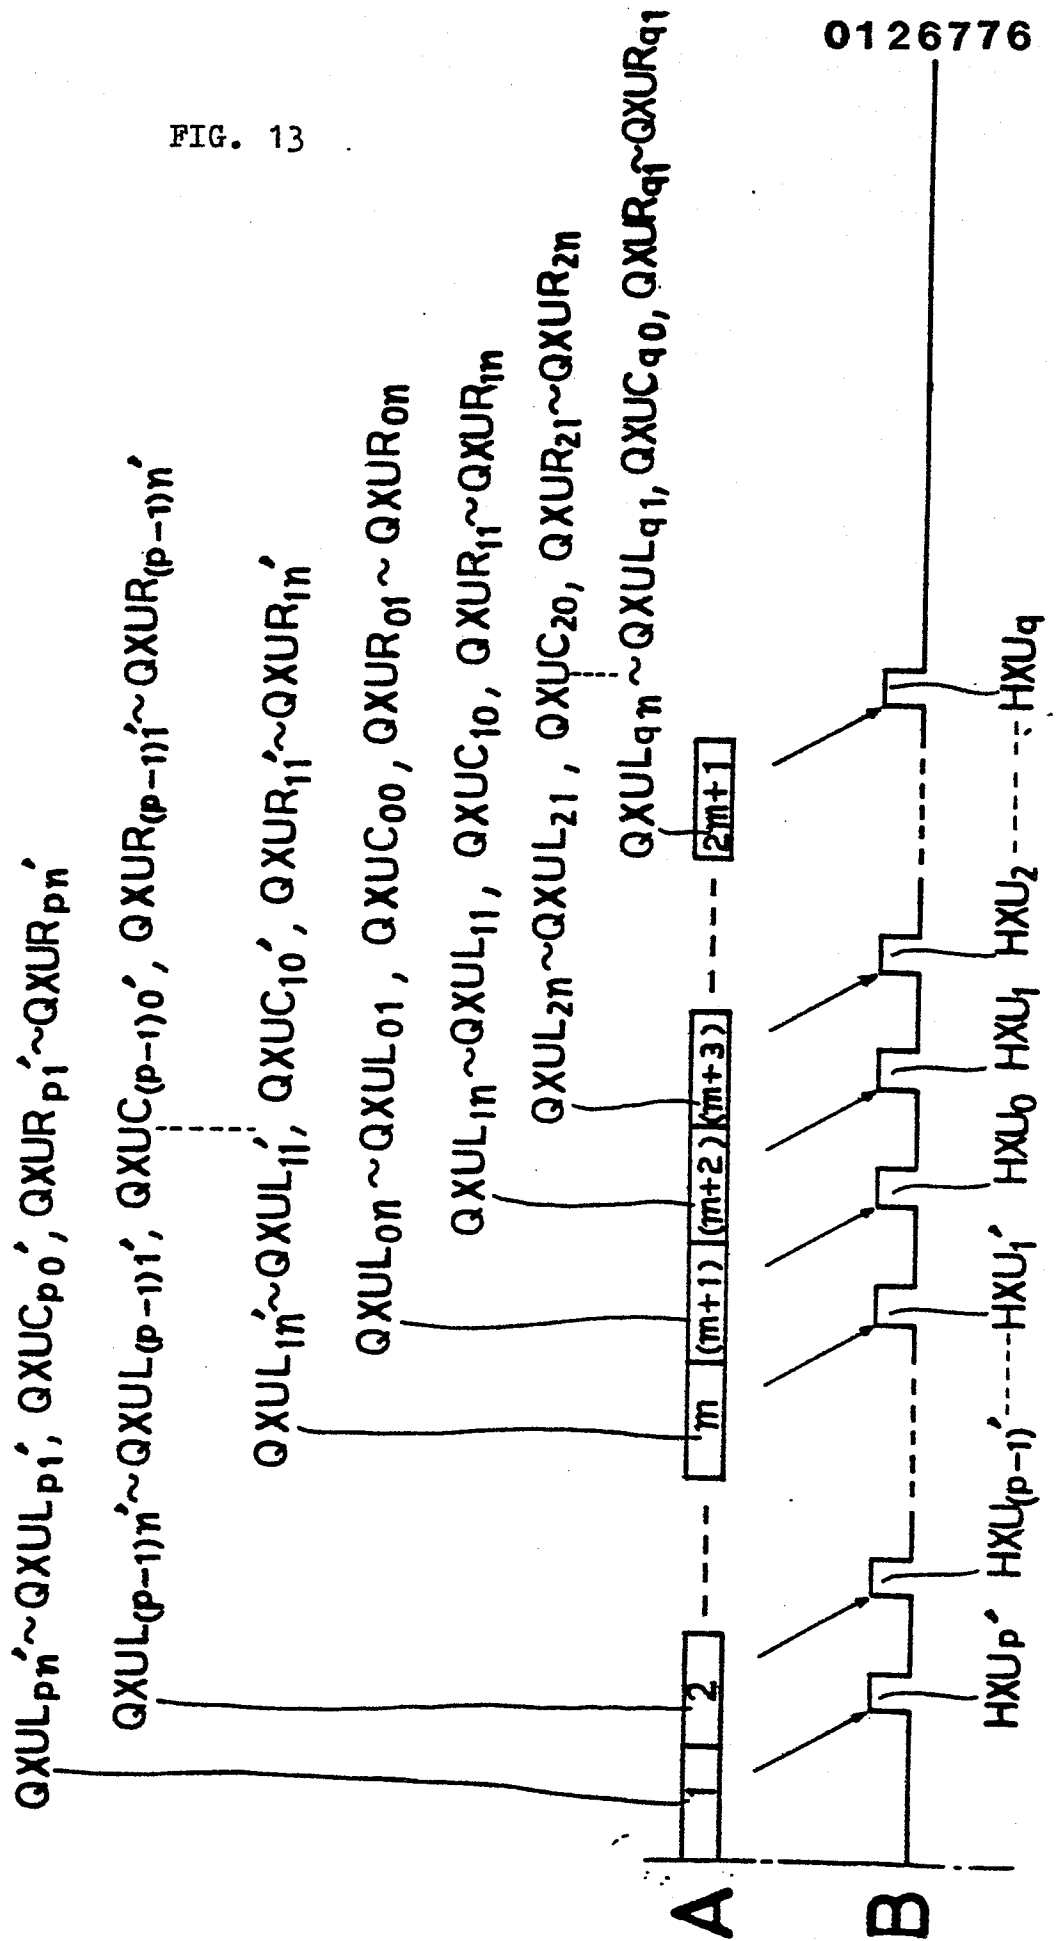 0126776
FIG. 13
QXULpn'~QXULp1', QXUCp0', QXURp1'~QXURpn'
QXUL(p-1)n'~QXUL(p-1)1', QXUC(p-1)0', QXUR(p-1)1'~QXUR(p-1)n'
QXUL1n'~QXUL11', QXUC10', QXUR11'~QXUR1n'
QXUL0n~QXUL01, QXUC00, QXUR01~QXUR0n
QXUL1n~QXUL11, QXUC10, QXUR11~QXUR1n
QXUL2n~QXUL21, QXUC20, QXUR21~QXUR2n
QXULqn~QXULq1, QXUCq0, QXURq1~QXURq1
A 1 2 m (m+1) (m+2) (m+3) 2m+1
B
HXUp' HXU(p-1)' HXU1' HXU0 HXU1 HXU2 HXUq